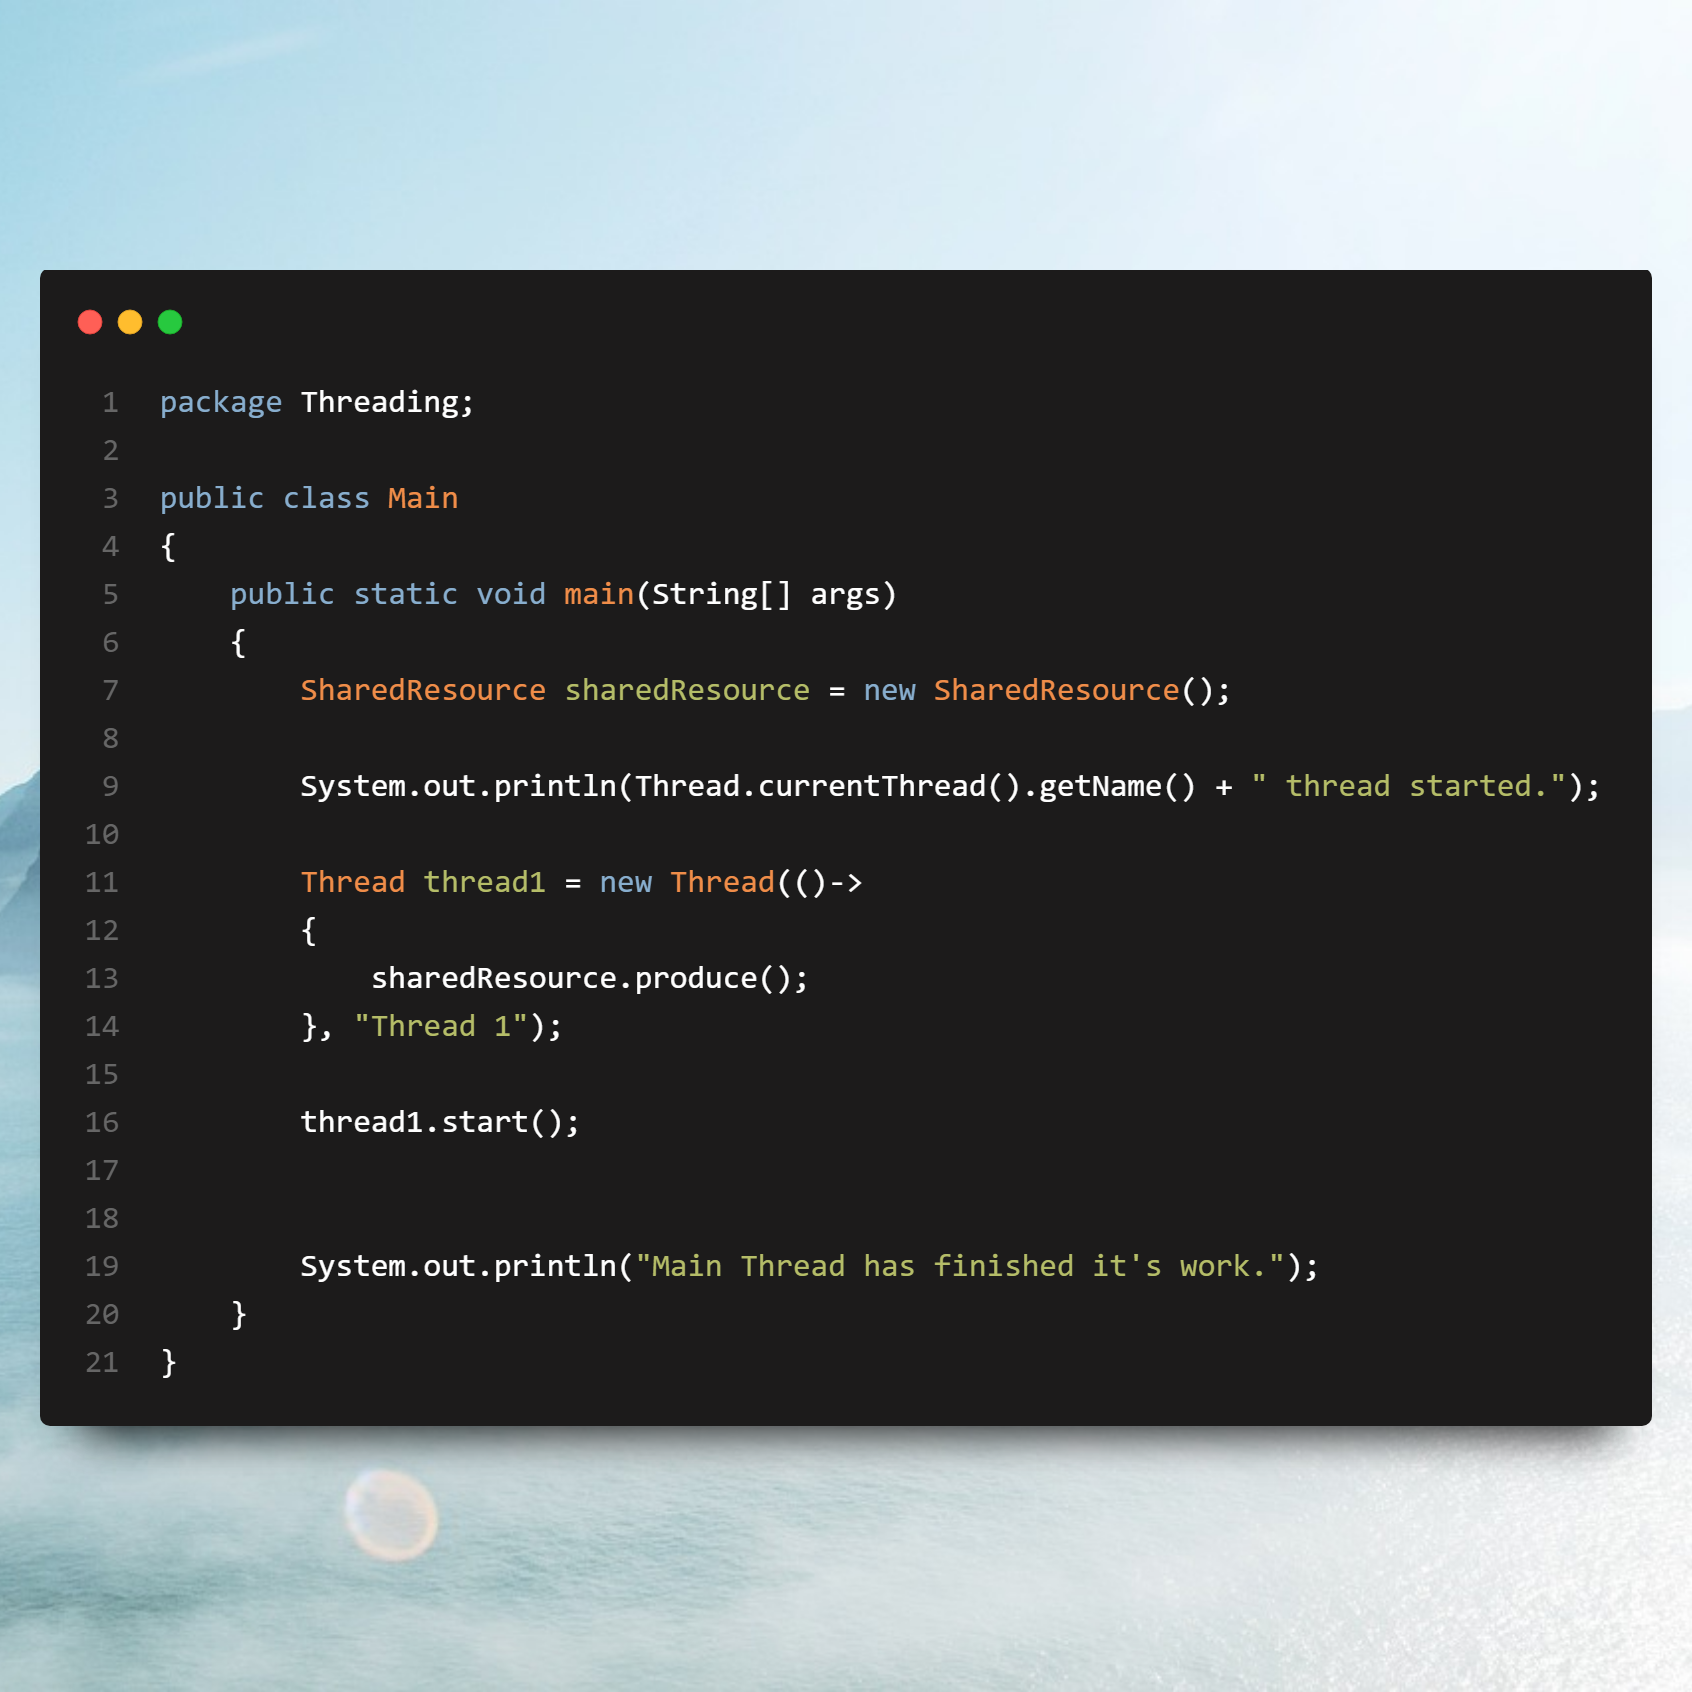 1 package Threading;
2
3 public class Main
4 {
5     public static void main(String[] args)
6     {
7         SharedResource sharedResource = new SharedResource();
8
9         System.out.println(Thread.currentThread().getName() + " thread started.");
10
11         Thread thread1 = new Thread(()->
12         {
13             sharedResource.produce();
14         }, "Thread 1");
15
16         thread1.start();
17
18
19         System.out.println("Main Thread has finished it's work.");
20     }
21 }